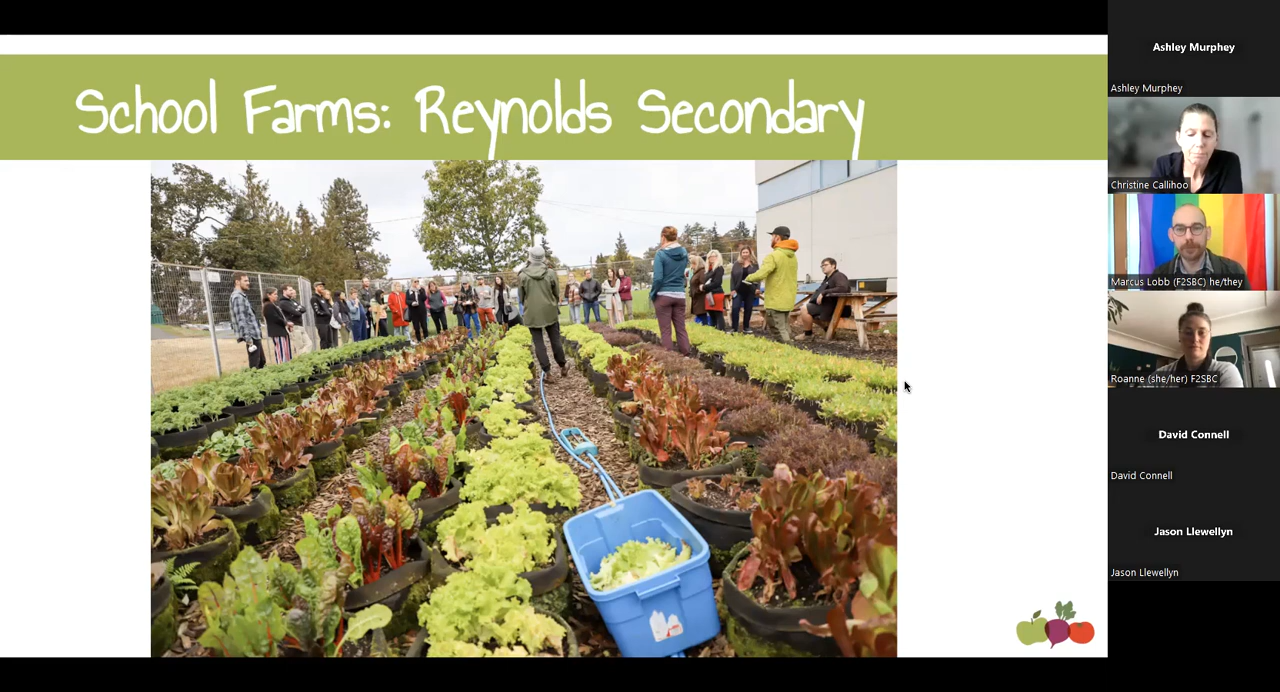 School Farms: Reynolds Secondary
Ashley Murphey
Ashley Murphey
Christine Callihoo
Marcus Lobb (F2SBC) he/they
Roanne (she/her) F2SBC
David Connell
David Connell
Jason Llewellyn
Jason Llewellyn